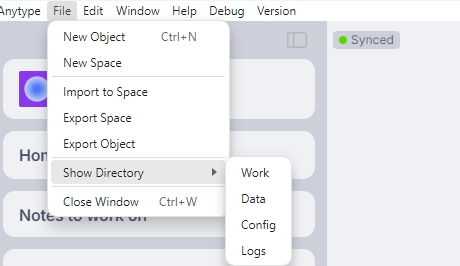 Anytype File Edit Window Help Debug Version
New Object Ctrl+N
New Space
Synced
Import to Space
Export Space
Export Object
Show Directory
Work
Data
Config
Logs
Close Window Ctrl+W
Notes to work on